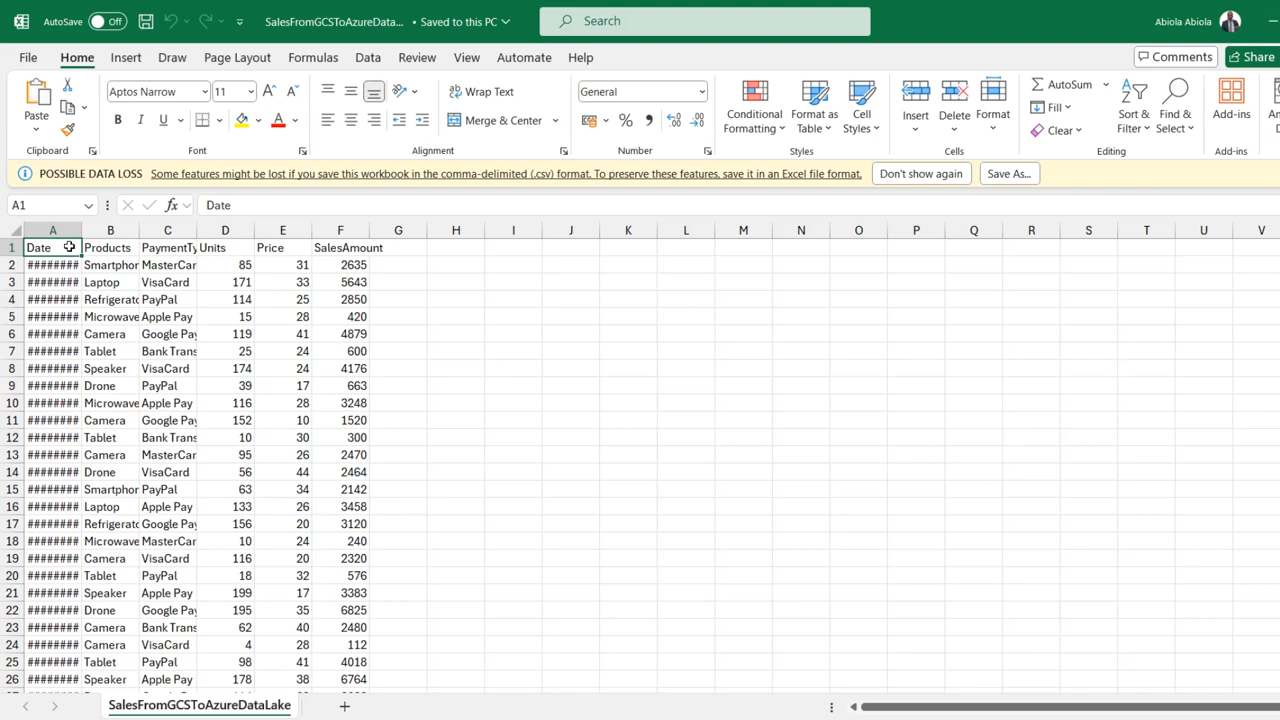 AutoSave Off SalesFromGCSToAzureData... • Saved to this PC Search Abiola Abiola
File Home Insert Draw Page Layout Formulas Data Review View Automate Help Comments Share
Paste Aptos Narrow 11 A A Wrap Text General Conditional Formatting Format as Table Cell Styles Insert Delete Format AutoSum Sort & Filter Find & Select Add-ins
B I U A Merge & Center % 9 Fill
Clear
Clipboard Font Alignment Number Styles Cells Editing Add-ins
POSSIBLE DATA LOSS Some features might be lost if you save this workbook in the comma-delimited (.csv) format. To preserve these features, save it in an Excel file format. Don't show again Save As...
A1 fx Date
A B C D E F G H I J K L M N O P Q R S T U V
1 Date Products PaymentTy Units Price SalesAmount
2 ######## Smartphor MasterCar 85 31 2635
3 ######## Laptop VisaCard 171 33 5643
4 ######## Refrigerato PayPal 114 25 2850
5 ######## Microwave Apple Pay 15 28 420
6 ######## Camera Google Pay 119 41 4879
7 ######## Tablet Bank Trans 25 24 600
8 ######## Speaker VisaCard 174 24 4176
9 ######## Drone PayPal 39 17 663
10 ######## Microwave Apple Pay 116 28 3248
11 ######## Camera Google Pay 152 10 1520
12 ######## Tablet Bank Trans 10 30 300
13 ######## Camera MasterCar 95 26 2470
14 ######## Drone VisaCard 56 44 2464
15 ######## Smartphor PayPal 63 34 2142
16 ######## Laptop Apple Pay 133 26 3458
17 ######## Refrigerato Google Pay 156 20 3120
18 ######## Microwave MasterCar 10 24 240
19 ######## Camera VisaCard 116 20 2320
20 ######## Tablet PayPal 18 32 576
21 ######## Speaker Apple Pay 199 17 3383
22 ######## Drone Google Pay 195 35 6825
23 ######## Camera Bank Trans 62 40 2480
24 ######## Camera VisaCard 4 28 112
25 ######## Tablet PayPal 98 41 4018
26 ######## Speaker Apple Pay 178 38 6764
SalesFromGCSToAzureDataLake